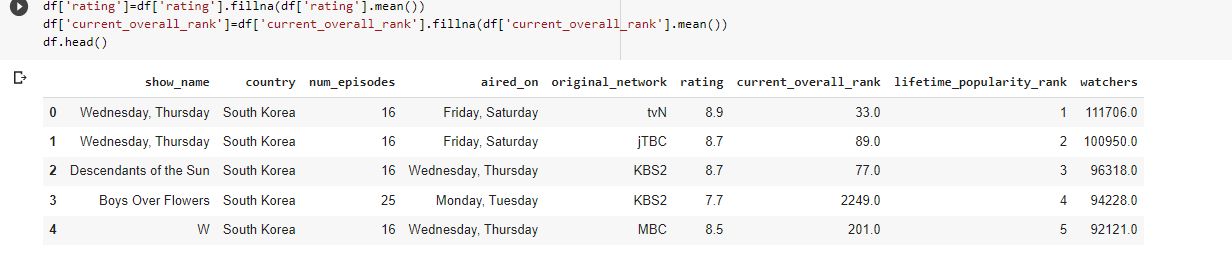 df['rating']=df['rating'].fillna(df['rating'].mean())
df['current_overall_rank']=df['current_overall_rank'].fillna(df['current_overall_rank'].mean())
df.head()
show_name country num_episodes aired_on original_network rating current_overall_rank lifetime_popularity_rank watchers
0 Wednesday, Thursday South Korea 16 Friday, Saturday tvN 8.9 33.0 1 111706.0
1 Wednesday, Thursday South Korea 16 Friday, Saturday jTBC 8.7 89.0 2 100950.0
2 Descendants of the Sun South Korea 16 Wednesday, Thursday KBS2 8.7 77.0 3 96318.0
3 Boys Over Flowers South Korea 25 Monday, Tuesday KBS2 7.7 2249.0 4 94228.0
4 W South Korea 16 Wednesday, Thursday MBC 8.5 201.0 5 92121.0